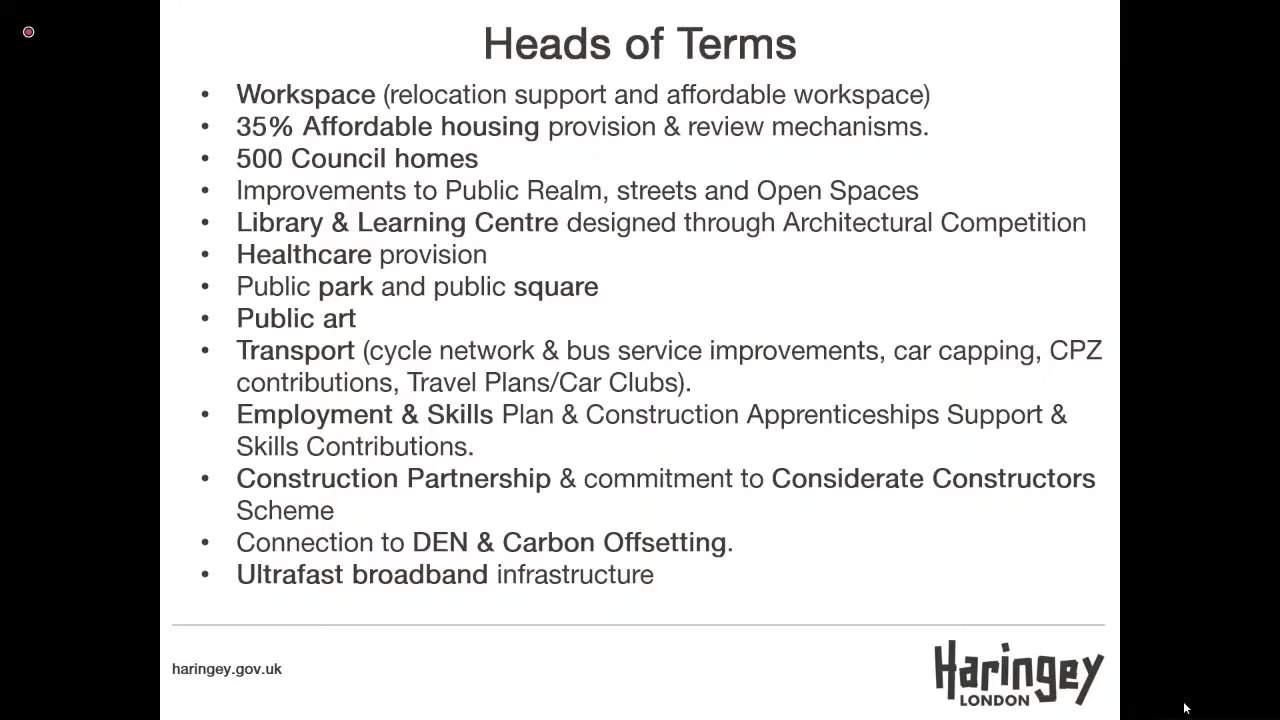 Heads of Terms
• Workspace (relocation support and affordable workspace)
• 35% Affordable housing provision & review mechanisms.
• 500 Council homes
• Improvements to Public Realm, streets and Open Spaces
• Library & Learning Centre designed through Architectural Competition
• Healthcare provision
• Public park and public square
• Public art
• Transport (cycle network & bus service improvements, car capping, CPZ
contributions, Travel Plans/Car Clubs).
• Employment & Skills Plan & Construction Apprenticeships Support &
Skills Contributions.
• Construction Partnership & commitment to Considerate Constructors
Scheme
• Connection to DEN & Carbon Offsetting.
• Ultrafast broadband infrastructure
haringey.gov.uk
Haringey
LONDON